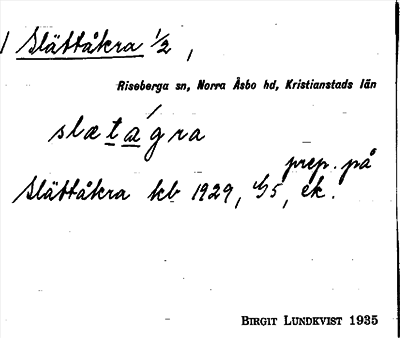 1 Slättåkra 1/2,
Riseberga sn, Norra Åsbo hd, Kristianstads län
slætágra
prep. på
Slättåkra kb 1929, 1/35, ek.
BIRGIT LUNDKVIST 1935